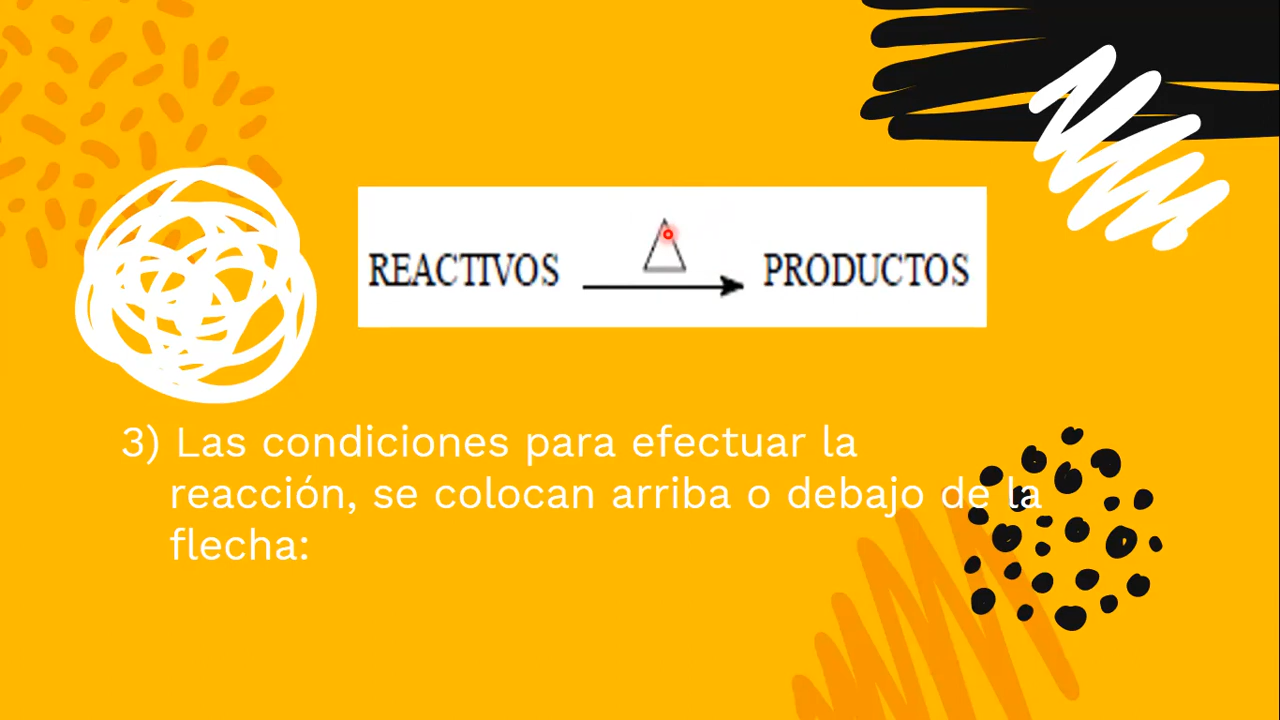 REACTIVOS PRODUCTOS
3) Las condiciones para efectuar la
reacción, se colocan arriba o debajo de la
flecha: